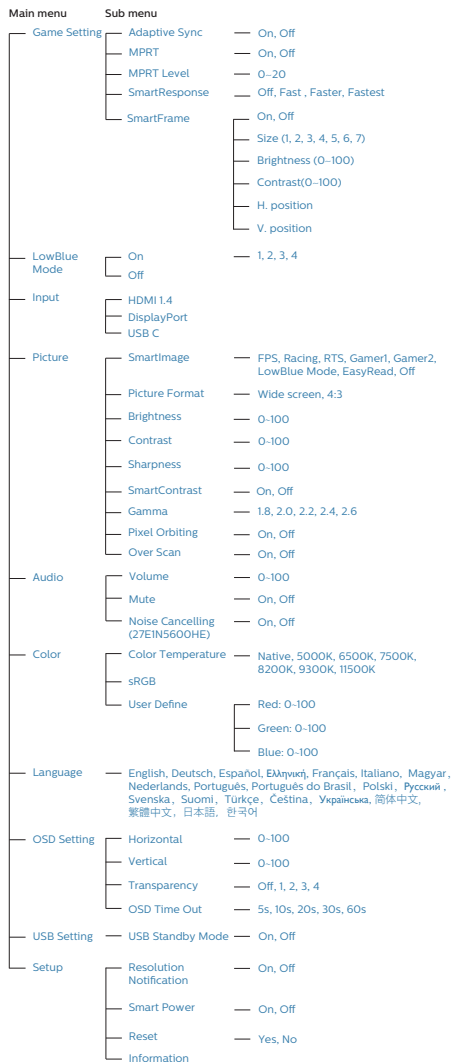 Main menu Sub menu
Game Setting Adaptive Sync On, Off
MPRT On, Off
MPRT Level 0–20
SmartResponse Off, Fast , Faster, Fastest
SmartFrame On, Off
Size (1, 2, 3, 4, 5, 6, 7)
Brightness (0–100)
Contrast(0–100)
H. position
V. position
LowBlue On 1, 2, 3, 4
Mode
Off
Input HDMI 1.4
DisplayPort
USB C
Picture SmartImage FPS, Racing, RTS, Gamer1, Gamer2,
LowBlue Mode, EasyRead, Off
Picture Format Wide screen, 4:3
Brightness 0~100
Contrast 0~100
Sharpness 0~100
SmartContrast On, Off
Gamma 1.8, 2.0, 2.2, 2.4, 2.6
Pixel Orbiting On, Off
Over Scan On, Off
Audio Volume 0~100
Mute On, Off
Noise Cancelling On, Off
(27E1N5600HE)
Color Color Temperature Native, 5000K, 6500K, 7500K,
8200K, 9300K, 11500K
sRGB
User Define Red: 0~100
Green: 0~100
Blue: 0~100
Language English, Deutsch, Español, Ελληνική, Français, Italiano, Magyar,
Nederlands, Português, Português do Brasil, Polski, Русский ,
Svenska, Suomi, Türkçe, Čeština, Українська, 简体中文,
繁體中文, 日本語, 한국어
OSD Setting Horizontal 0~100
Vertical 0~100
Transparency Off, 1, 2, 3, 4
OSD Time Out 5s, 10s, 20s, 30s, 60s
USB Setting USB Standby Mode On, Off
Setup Resolution On, Off
Notification
Smart Power On, Off
Reset Yes, No
Information